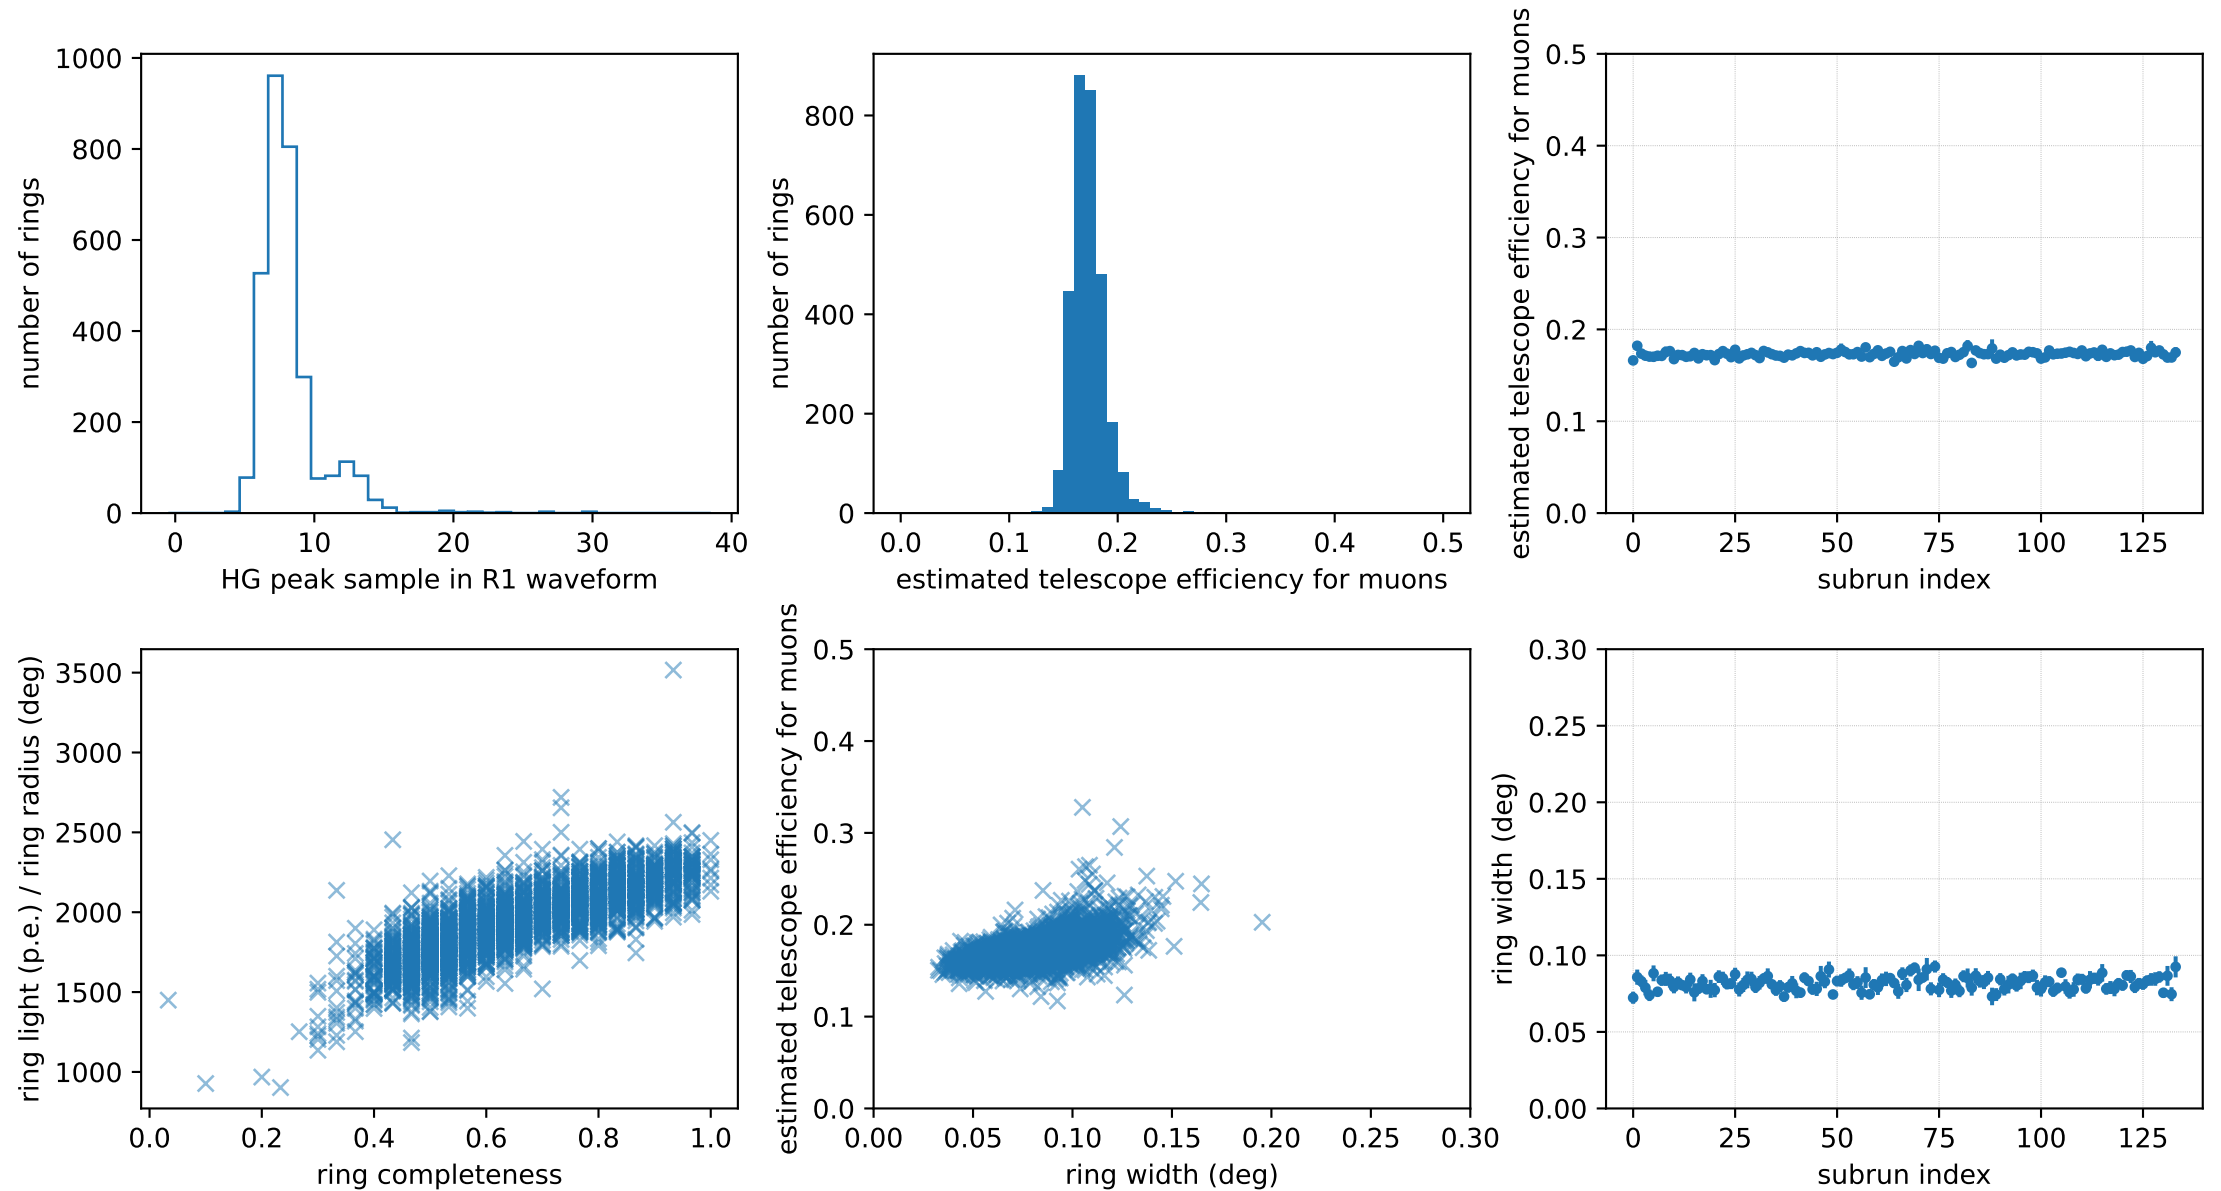 1000
800
600
400
200
0
number of rings
0 10 20 30 40
HG peak sample in R1 waveform
800
600
400
200
0
number of rings
0.0 0.1 0.2 0.3 0.4 0.5
estimated telescope efficiency for muons
0.5
0.4
0.3
0.2
0.1
0.0
estimated telescope efficiency for muons
0 25 50 75 100 125
subrun index
3500
3000
2500
2000
1500
1000
ring light (p.e.) / ring radius (deg)
0.0 0.2 0.4 0.6 0.8 1.0
ring completeness
0.5
0.4
0.3
0.2
0.1
0.0
estimated telescope efficiency for muons
0.00 0.05 0.10 0.15 0.20 0.25 0.30
ring width (deg)
0.30
0.25
0.20
0.15
0.10
0.05
0.00
ring width (deg)
0 25 50 75 100 125
subrun index